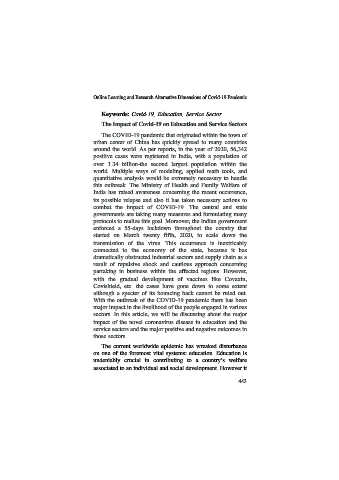 Online Learning and Research Alternative Dimensions of Covid-19 Pandemic
Keywords: Covid-19, Education, Service Sector
The Impact of Covid-19 on Education and Service Sectors
The COVID-19 pandemic that originated within the town of
urban center of China has quickly spread to many countries
around the world. As per reports, in the year of 2020, 56,342
positive cases were registered in India, with a population of
over 1.34 billion-the second largest population within the
world. Multiple ways of modeling, applied math tools, and
quantitative analysis would be extremely necessary to handle
this outbreak. The Ministry of Health and Family Welfare of
India has raised awareness concerning the recent occurrence,
its possible relapse and also it has taken necessary actions to
combat the impact of COVID-19. The central and state
governments are taking many measures and formulating many
protocols to realize this goal. Moreover, the Indian government
enforced a 55-days lockdown throughout the country that
started on March twenty fifth, 2020, to scale down the
transmission of the virus. This occurrence is inextricably
connected to the economy of the state, because it has
dramatically obstructed industrial sectors and supply chain as a
result of repulsive shock and cautious approach concerning
partaking in business within the affected regions. However,
with the gradual development of vaccines like Covaxin,
Covishield, etc. the cases have gone down to some extent
although a specter of its bouncing back cannot be ruled out.
With the outbreak of the COVID-19 pandemic there has been
major impact in the livelihood of the people engaged in various
sectors. In this article, we will be discussing about the major
impact of the novel coronavirus disease in education and the
service sectors and the major positive and negative outcomes in
those sectors.
The current worldwide epidemic has wreaked disturbance
on one of the foremost vital systems: education. Education is
undeniably crucial in contributing to a country's welfare
associated to an individual and social development. However it
443